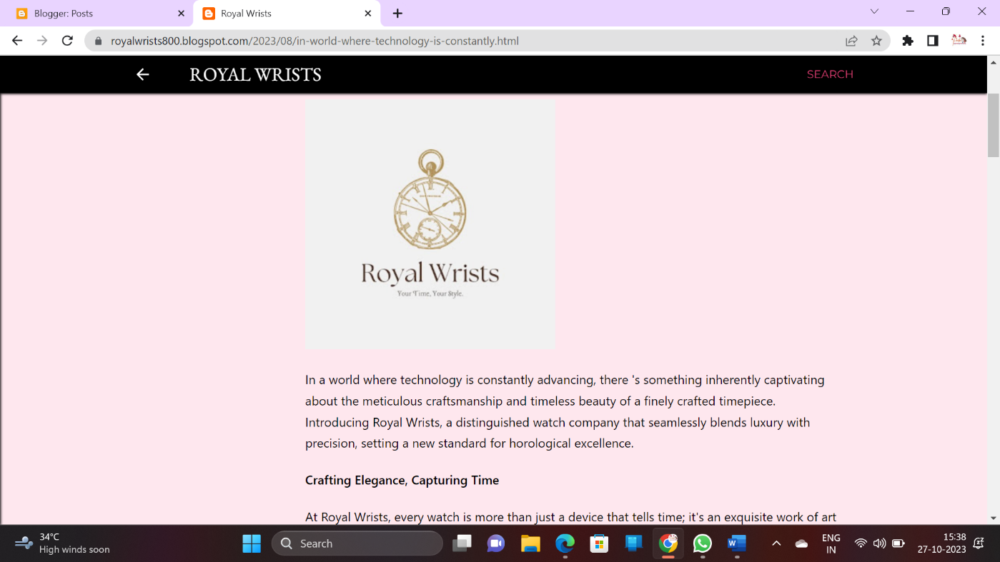 Blogger: Posts
Royal Wrists
royalwrists800.blogspot.com/2023/08/in-world-where-technology-is-constantly.html
ROYAL WRISTS
SEARCH
Royal Wrists
Your Time, Your Style.
In a world where technology is constantly advancing, there 's something inherently captivating
about the meticulous craftsmanship and timeless beauty of a finely crafted timepiece.
Introducing Royal Wrists, a distinguished watch company that seamlessly blends luxury with
precision, setting a new standard for horological excellence.
Crafting Elegance, Capturing Time
At Royal Wrists, every watch is more than just a device that tells time; it's an exquisite work of art
34°C
High winds soon
Search
ENG
IN
15:38
27-10-2023